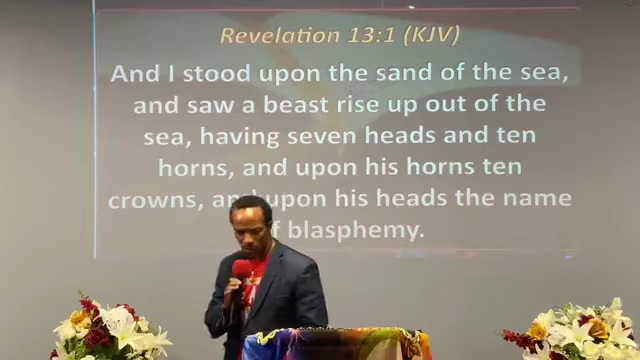 Revelation 13:1 (KJV)
And I stood upon the sand of the sea,
and saw a beast rise up out of the
sea, having seven heads and ten
horns, and upon his horns ten
crowns, and upon his heads the name
of blasphemy.